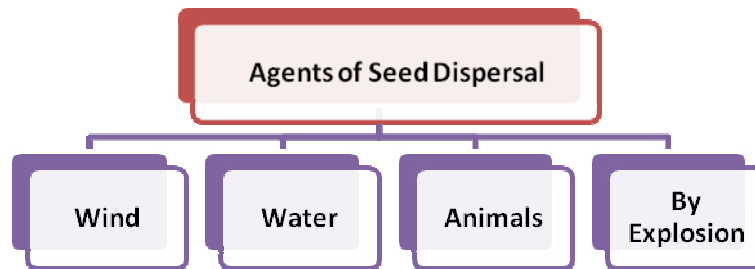 Agents of Seed Dispersal
Wind
Water
Animals
By
Explosion